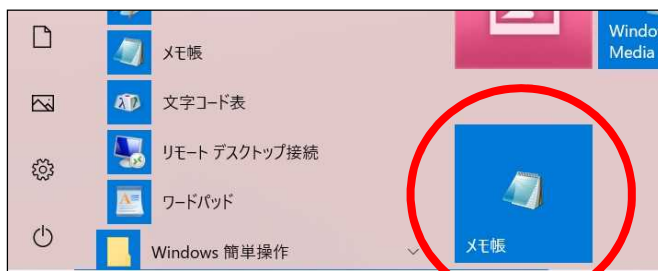 メモ帳
文字コード表
リモート デスクトップ接続
ワードパッド
Windows 簡単操作
Media
メモ帳